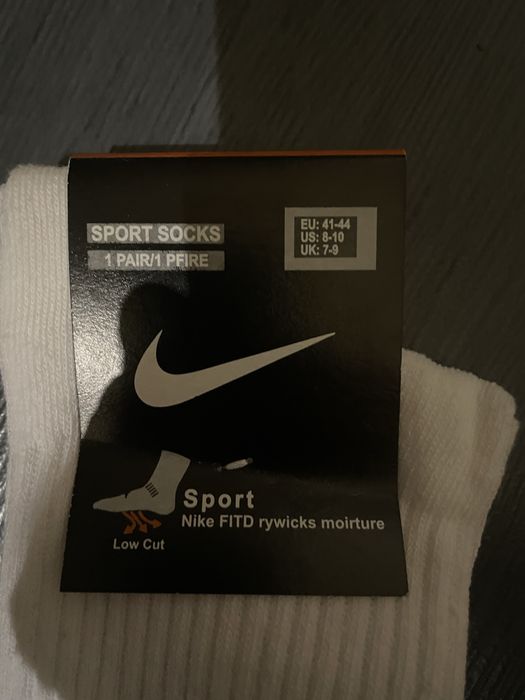 SPORT SOCKS
1 PAIR/1 PFIRE
EU: 41-44
US: 8-10
UK: 7-9
Sport
Nike FITD rywicks moirture
Low Cut